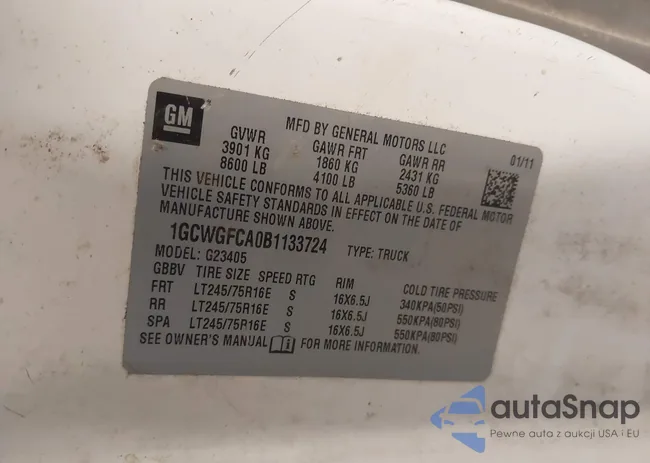 GM
MFD BY GENERAL MOTORS LLC
01/11
GVWR GAWR FRT GAWR RR
3901 KG 1860 KG 2431 KG
8600 LB 4100 LB 5360 LB
THIS VEHICLE CONFORMS TO ALL APPLICABLE U.S. FEDERAL MOTOR
VEHICLE SAFETY STANDARDS IN EFFECT ON THE DATE OF
MANUFACTURE SHOWN ABOVE.
1GCWGFCA0B1133724 TYPE: TRUCK
MODEL: G23405
GBBV TIRE SIZE SPEED RTG RIM COLD TIRE PRESSURE
FRT LT245/75R16E S 16X6.5J 340KPA(50PSI)
RR LT245/75R16E S 16X6.5J 550KPA(80PSI)
SPA LT245/75R16E S 16X6.5J 550KPA(80PSI)
SEE OWNER'S MANUAL FOR MORE INFORMATION.
autaSnap
Pewne auta z aukcji USA i EU